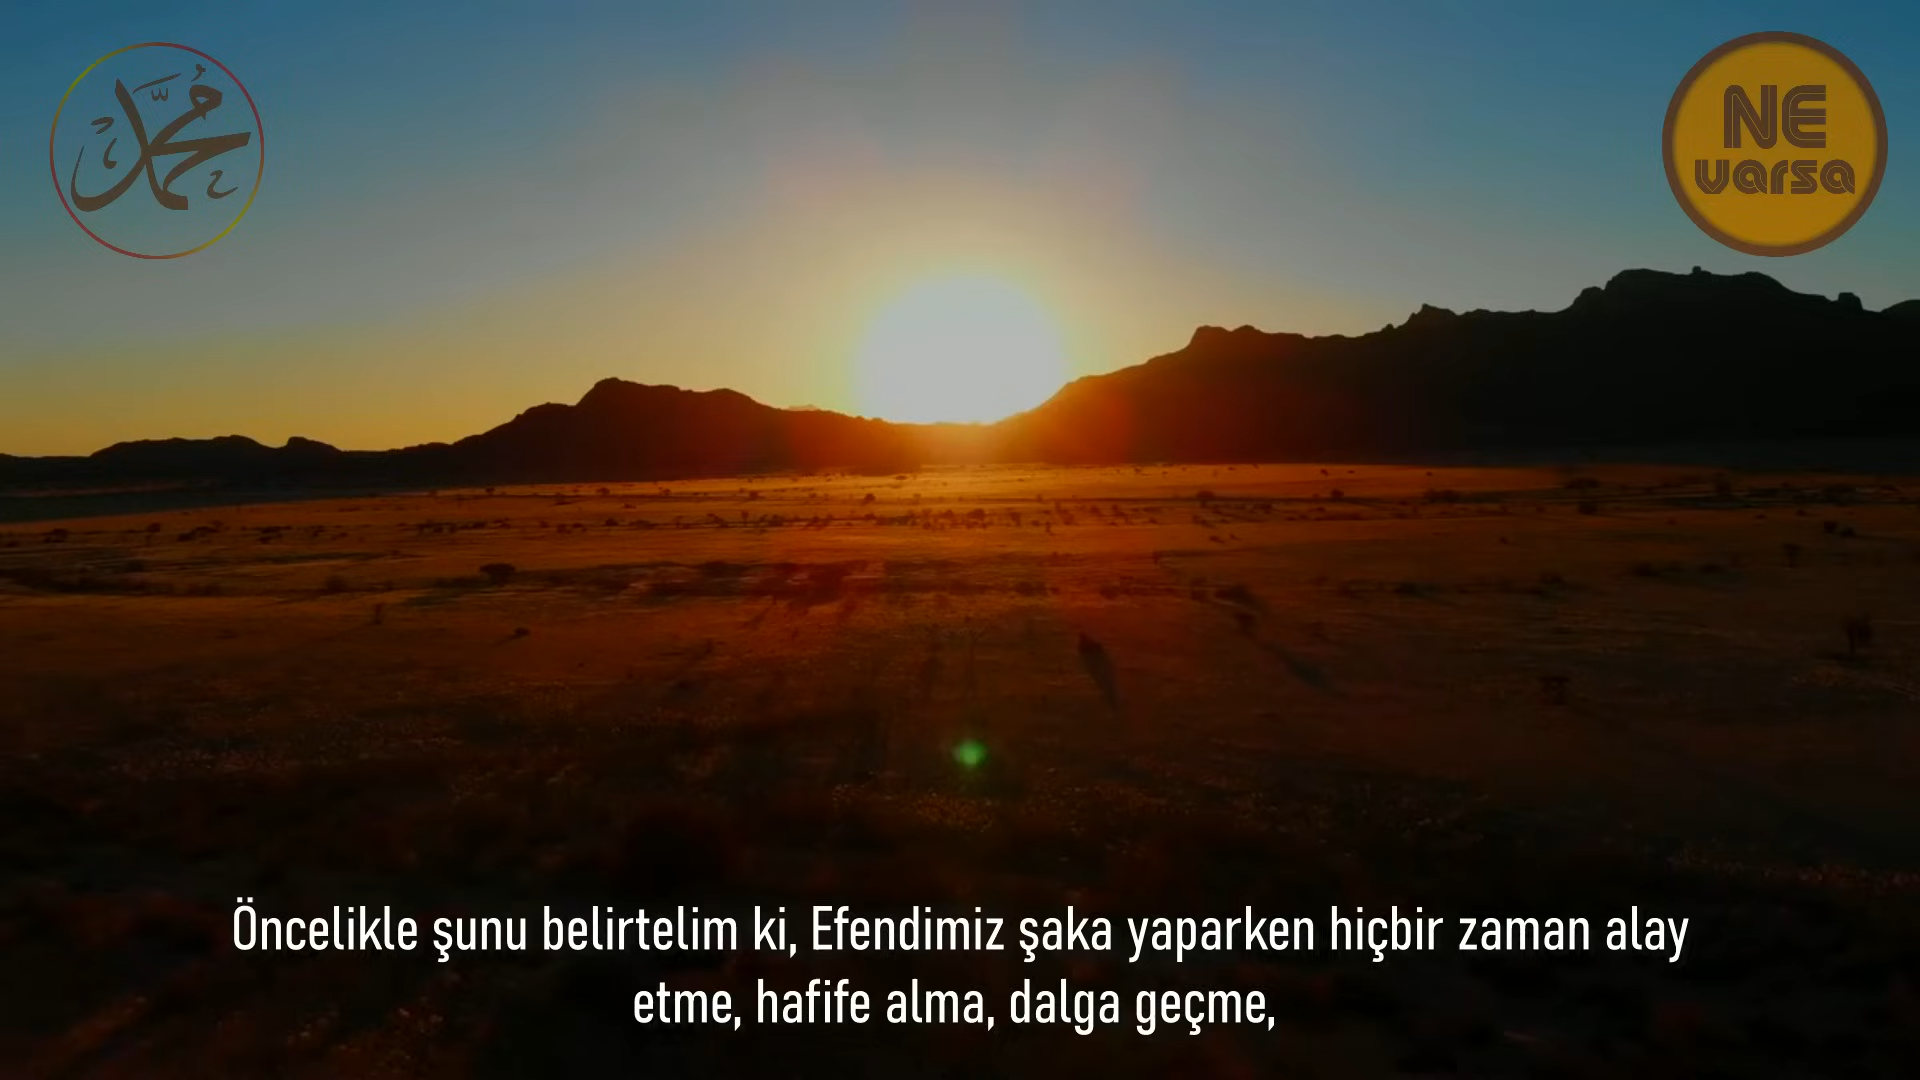 محمد
NE
varsa
Öncelikle şunu belirtelim ki, Efendimiz şaka yaparken hiçbir zaman alay
etme, hafife alma, dalga geçme,